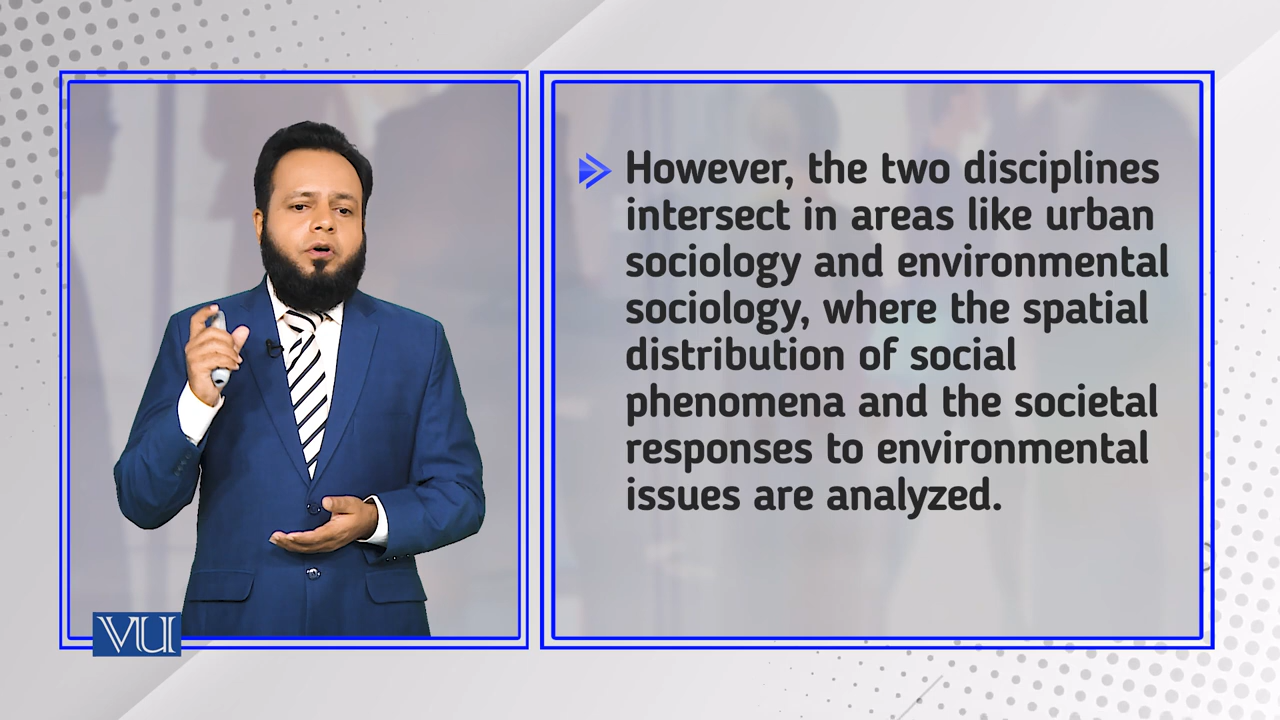 However, the two disciplines
intersect in areas like urban
sociology and environmental
sociology, where the spatial
distribution of social
phenomena and the societal
responses to environmental
issues are analyzed.
VU